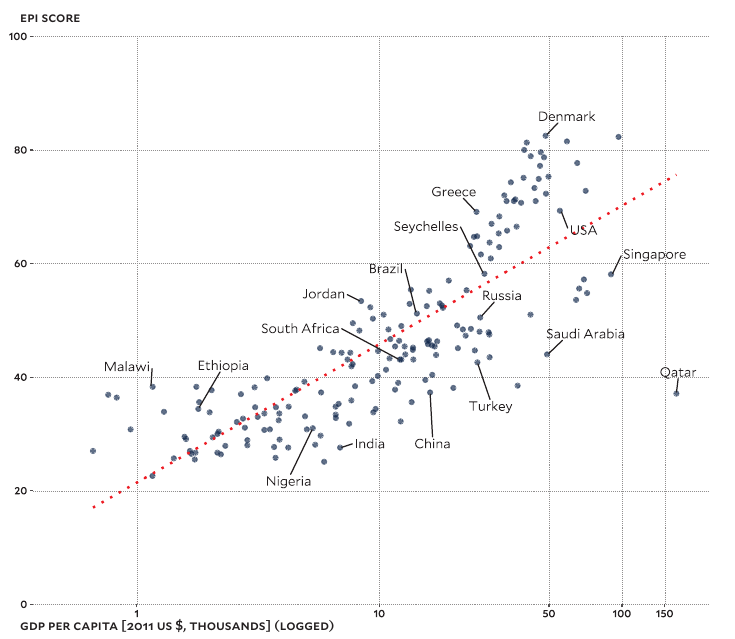 EPI SCORE
100
Denmark
80
Greece
Seychelles
USA
Singapore
60
Brazil
Jordan
Russia
South Africa
Saudi Arabia
Malawi
Ethiopia
Qatar
40
Turkey
India
China
Nigeria
20
0
1
10
50
100
150
GDP PER CAPITA [2011 US $, THOUSANDS] (LOGGED)